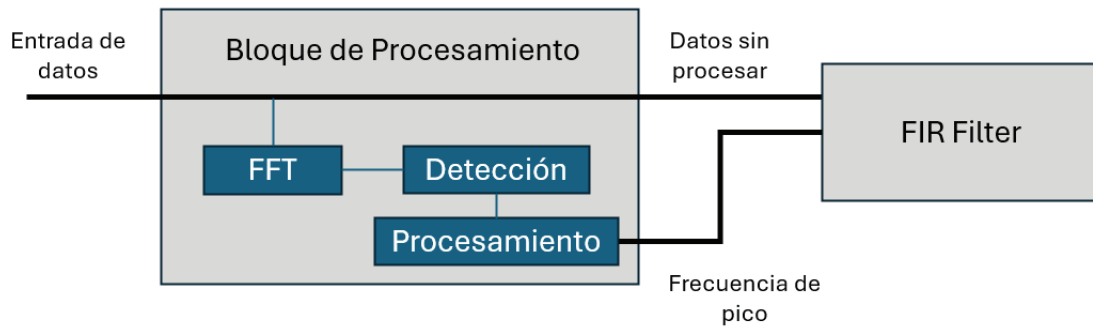 Entrada de
datos
Bloque de Procesamiento
Datos sin
procesar
FIR Filter
FFT
Detección
Procesamiento
Frecuencia de
pico